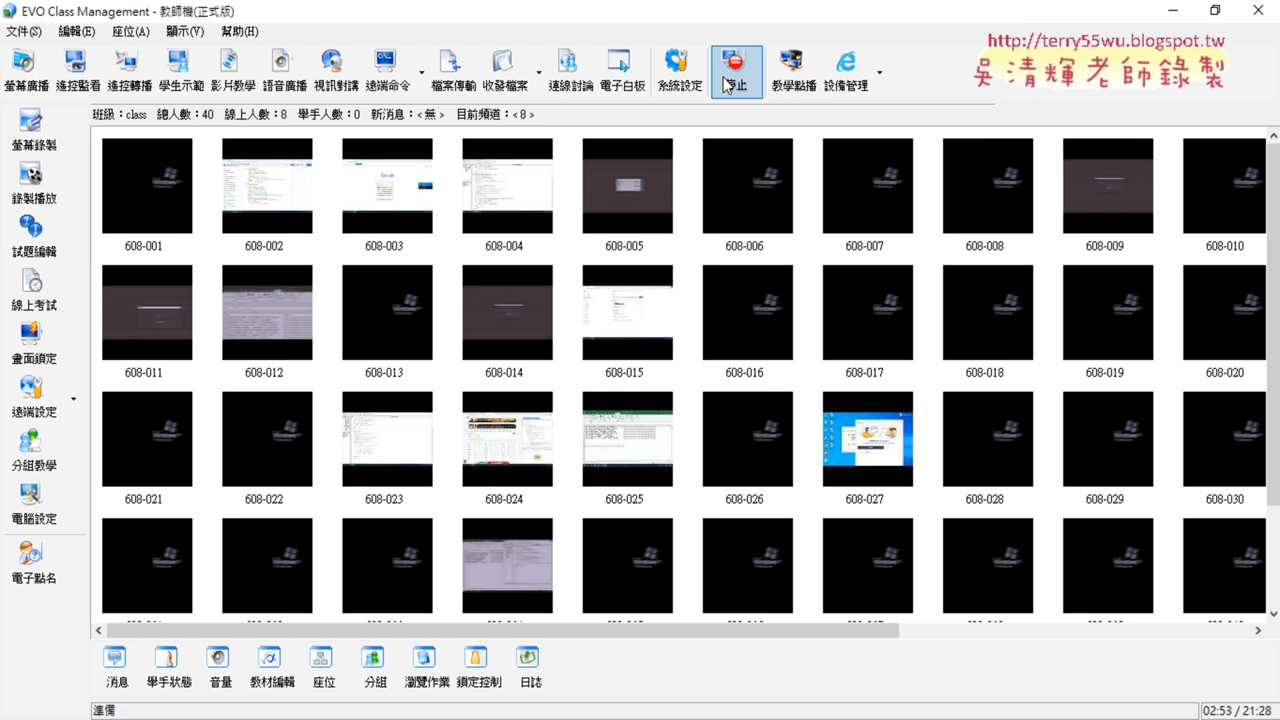 EVO Class Management - 教師機(正式版)
http://terry55wu.blogspot.tw
吳清輝老師錄製
文件(S) 編輯(E) 座位(A) 顯示(V) 幫助(H)
螢幕廣播 遙控監看 遙控轉播 學生示範 影片教學 語音廣播 視訊對講 遠端命令 檔案傳輸 收發檔案 連線討論 電子白板 系統設定 停止 教學點播 設備管理
班級：class 總人數：40 線上人數：8 舉手人數：0 新消息：< 無 > 目前頻道：< 8 >
螢幕錄製
錄製播放
試題編輯
線上考試
畫面鎖定
遠端設定
分組教學
電腦設定
電子點名
608-001 608-002 608-003 608-004 608-005 608-006 608-007 608-008 608-009 608-010
608-011 608-012 608-013 608-014 608-015 608-016 608-017 608-018 608-019 608-020
608-021 608-022 608-023 608-024 608-025 608-026 608-027 608-028 608-029 608-030
消息 舉手狀態 音量 教材編輯 座位 分組 瀏覽作業 鎖定控制 日誌
準備
02:53 / 21:28